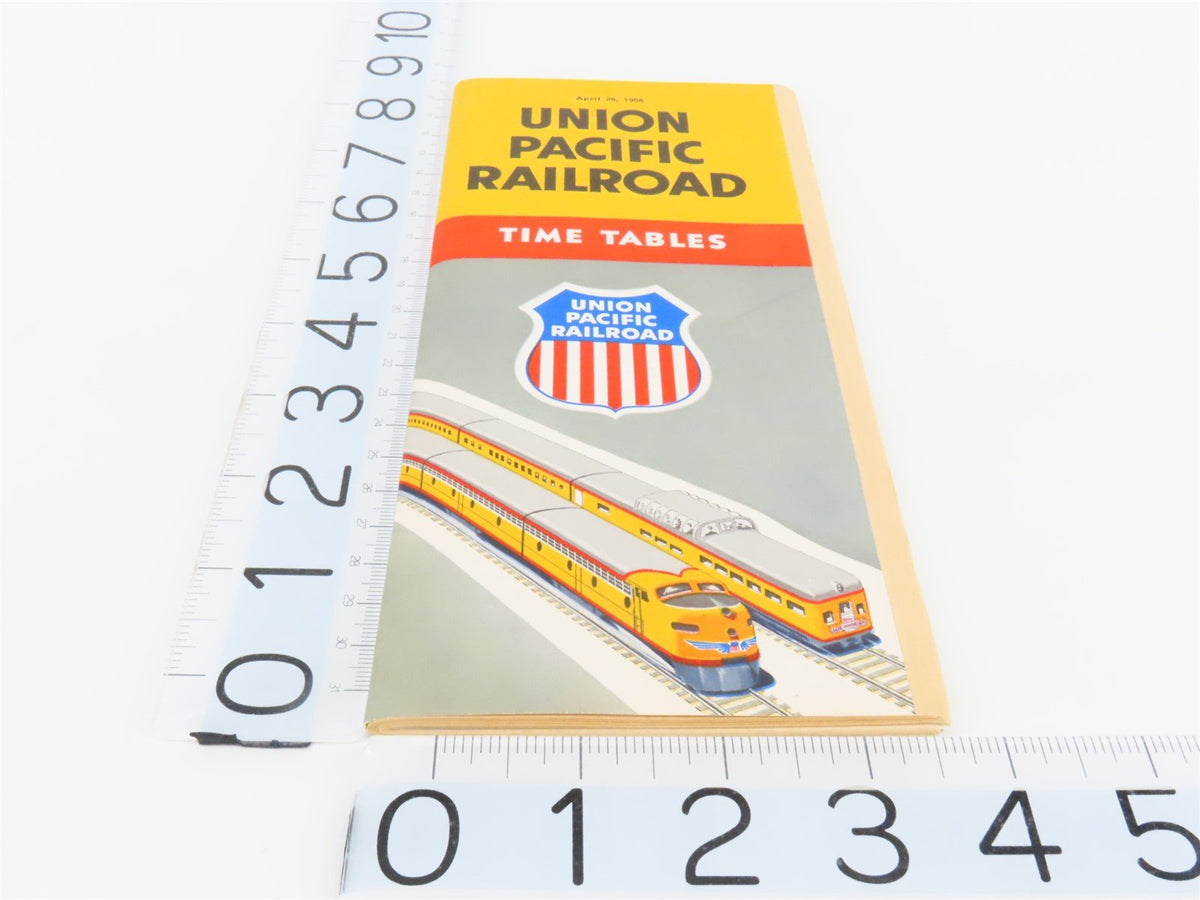 April 29, 1956
UNION
PACIFIC
RAILROAD
TIME TABLES
UNION
PACIFIC
RAILROAD
10
9
8
7
6
5
4
3
2
1
0
0 1 2 3 4 5